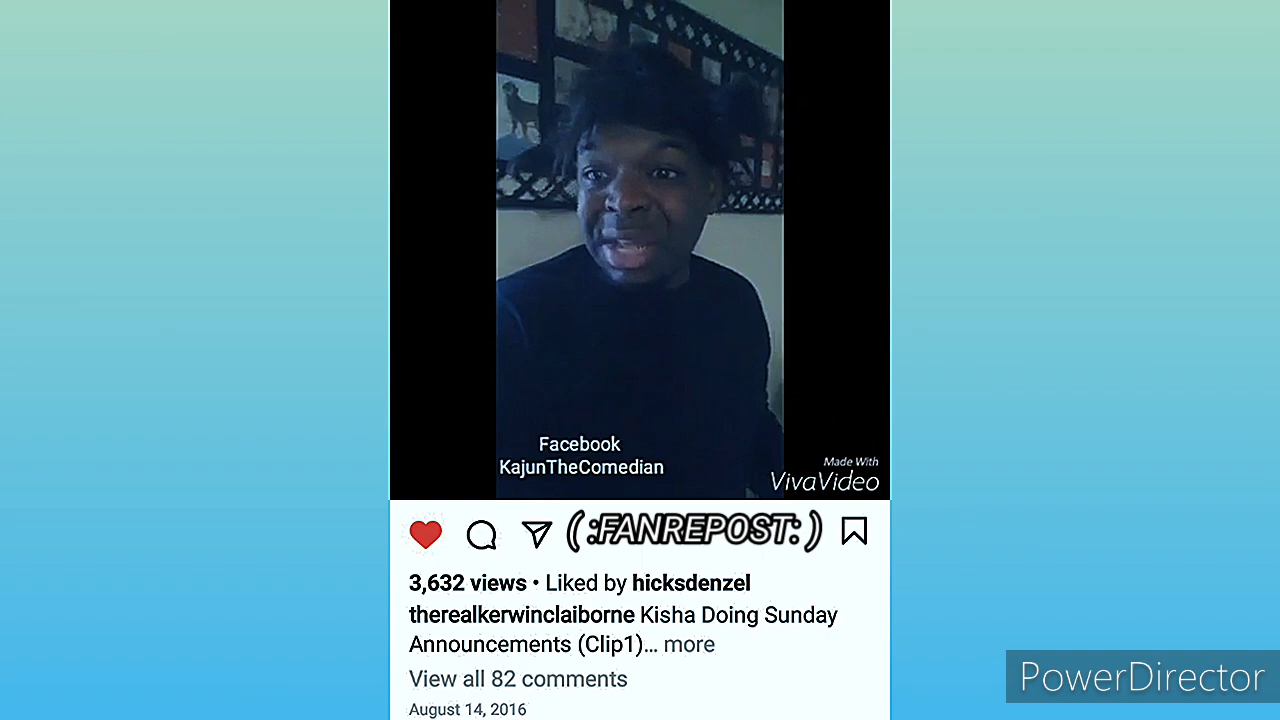 Facebook
KajunTheComedian
Made With
VivaVideo
( :FANREPOST: )
3,632 views • Liked by hicksdenzel
therealkerwinclaiborne Kisha Doing Sunday
Announcements (Clip1)... more
View all 82 comments
August 14, 2016
PowerDirector